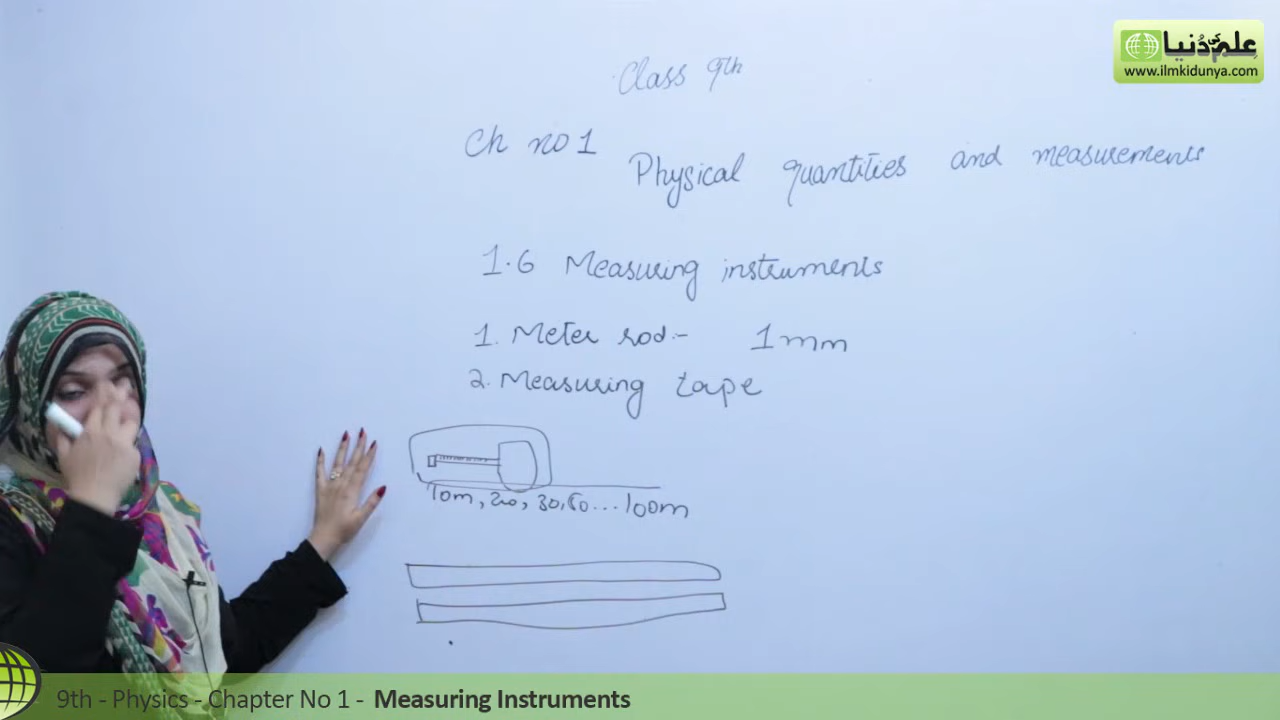 علم کی دُنیا
www.ilmkidunya.com
Class 9th
Ch no 1 Physical quantities and measurements
1.6 Measuring instruments
1. Meter rod:- 1mm
2. Measuring tape
10m, 20, 30, 50 ... 100m
9th - Physics - Chapter No 1 - Measuring Instruments